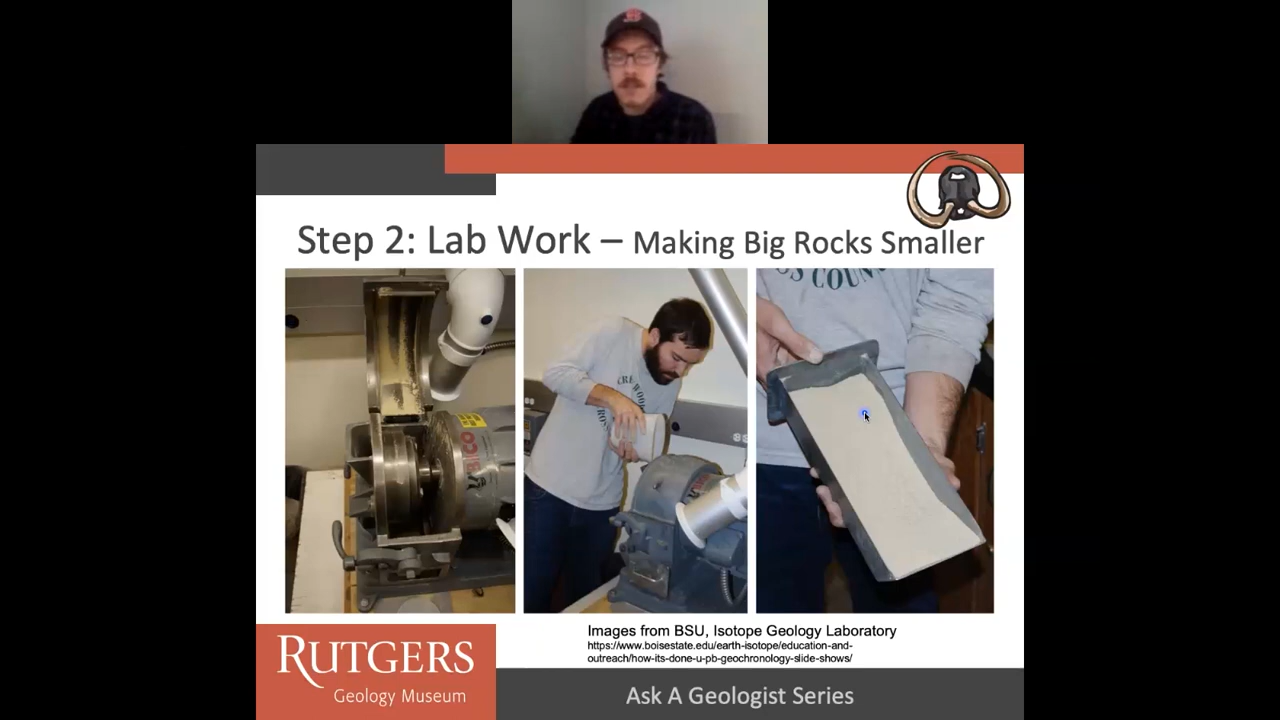 Step 2: Lab Work – Making Big Rocks Smaller
BICO
Images from BSU, Isotope Geology Laboratory
https://www.boisestate.edu/earth-isotope/education-and-
outreach/how-its-done-u-pb-geochronology-slide-shows/
RUTGERS
Geology Museum
Ask A Geologist Series